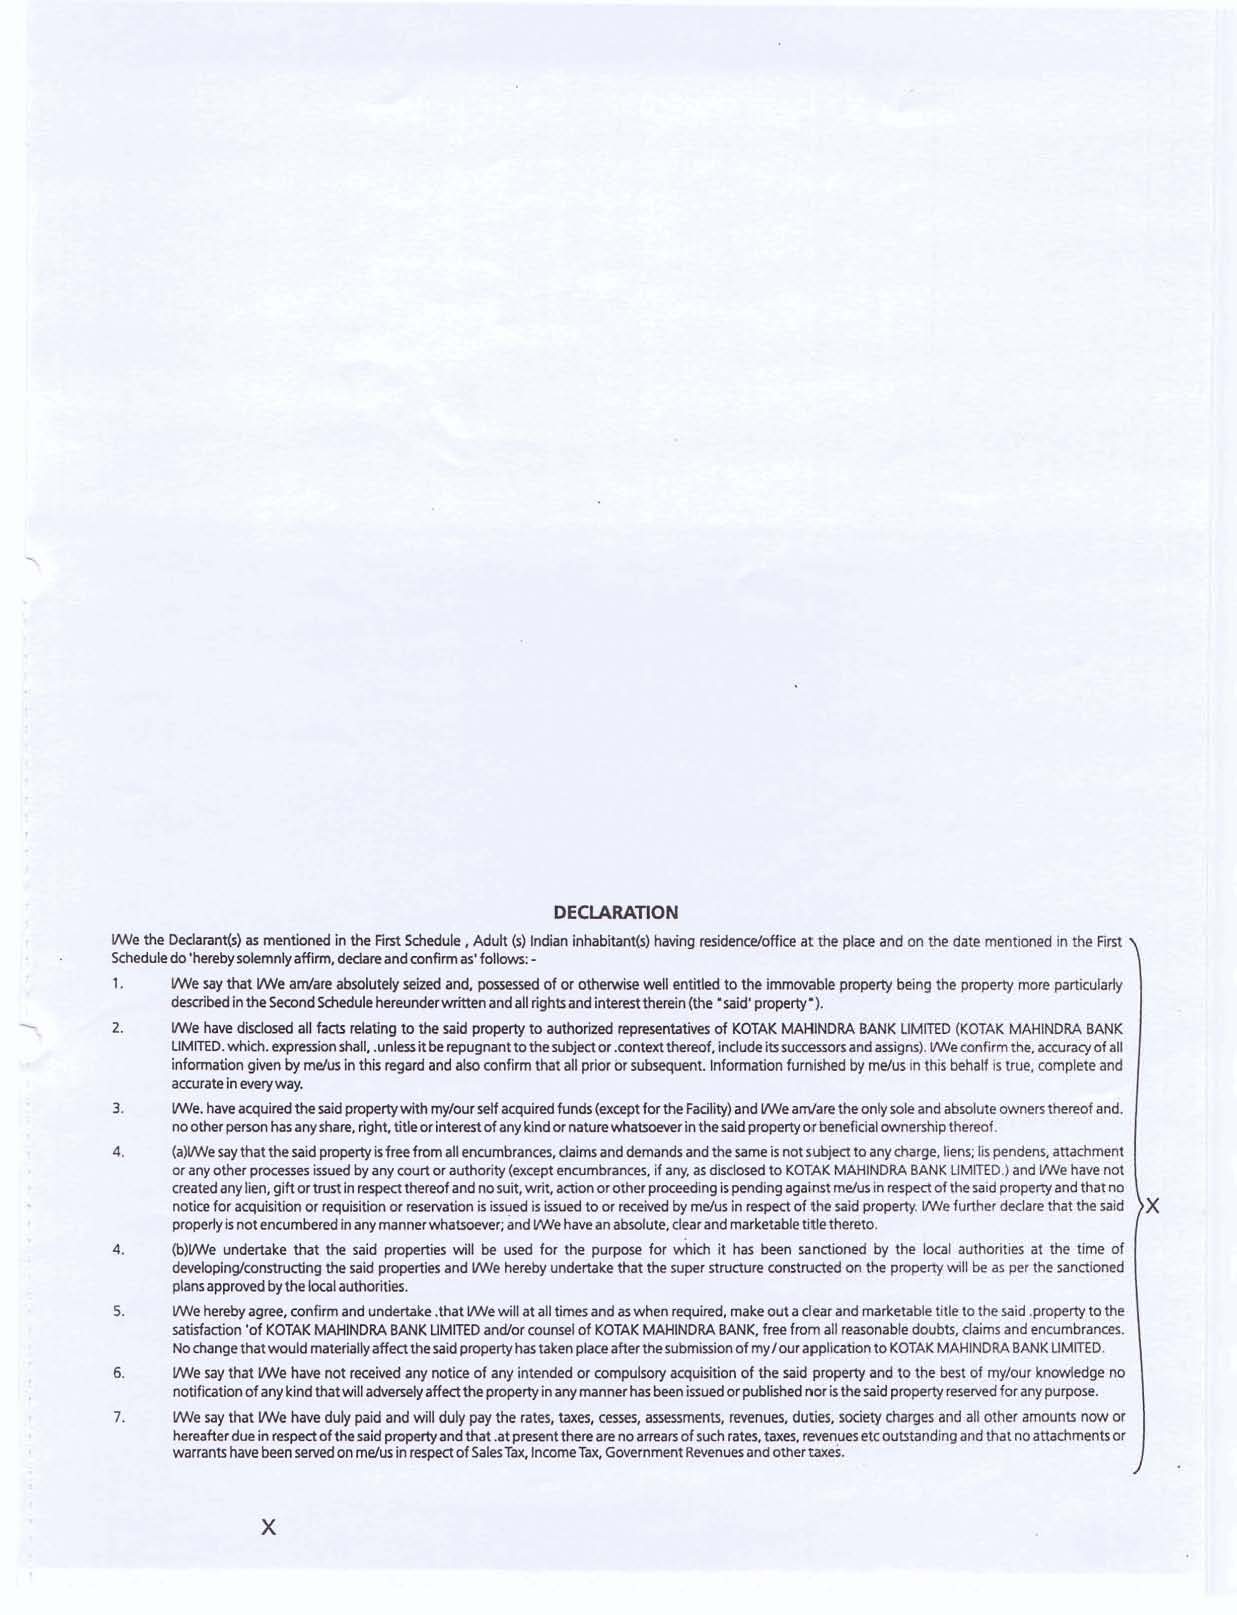 DECLARATION
I/We the Declarant(s) as mentioned in the First Schedule , Adult (s) Indian inhabitant(s) having residence/office at the place and on the date mentioned in the First
Schedule do 'hereby solemnly affirm, declare and confirm as' follows: -
1. I/We say that I/We am/are absolutely seized and, possessed of or otherwise well entitled to the immovable property being the property more particularly
described in the Second Schedule hereunder written and all rights and interest therein (the "said' property").
2. I/We have disclosed all facts relating to the said property to authorized representatives of KOTAK MAHINDRA BANK LIMITED (KOTAK MAHINDRA BANK
LIMITED. which. expression shall, .unless it be repugnant to the subject or .context thereof, include its successors and assigns). I/We confirm the, accuracy of all
information given by me/us in this regard and also confirm that all prior or subsequent. Information furnished by me/us in this behalf is true, complete and
accurate in every way.
3. I/We. have acquired the said property with my/our self acquired funds (except for the Facility) and I/We am/are the only sole and absolute owners thereof and.
no other person has any share, right, title or interest of any kind or nature whatsoever in the said property or beneficial ownership thereof.
4. (a)I/We say that the said property is free from all encumbrances, claims and demands and the same is not subject to any charge, liens; lis pendens, attachment
or any other processes issued by any court or authority (except encumbrances, if any, as disclosed to KOTAK MAHINDRA BANK LIMITED.) and I/We have not
created any lien, gift or trust in respect thereof and no suit, writ, action or other proceeding is pending against me/us in respect of the said property and that no
notice for acquisition or requisition or reservation is issued is issued to or received by me/us in respect of the said property. I/We further declare that the said
properly is not encumbered in any manner whatsoever; and I/We have an absolute, clear and marketable title thereto.
X
4. (b)I/We undertake that the said properties will be used for the purpose for which it has been sanctioned by the local authorities at the time of
developing/constructing the said properties and I/We hereby undertake that the super structure constructed on the property will be as per the sanctioned
plans approved by the local authorities.
5. I/We hereby agree, confirm and undertake .that I/We will at all times and as when required, make out a clear and marketable title to the said .property to the
satisfaction 'of KOTAK MAHINDRA BANK LIMITED and/or counsel of KOTAK MAHINDRA BANK, free from all reasonable doubts, claims and encumbrances.
No change that would materially affect the said property has taken place after the submission of my / our application to KOTAK MAHINDRA BANK LIMITED.
6. I/We say that I/We have not received any notice of any intended or compulsory acquisition of the said property and to the best of my/our knowledge no
notification of any kind that will adversely affect the property in any manner has been issued or published nor is the said property reserved for any purpose.
7. I/We say that I/We have duly paid and will duly pay the rates, taxes, cesses, assessments, revenues, duties, society charges and all other amounts now or
hereafter due in respect of the said property and that .at present there are no arrears of such rates, taxes, revenues etc outstanding and that no attachments or
warrants have been served on me/us in respect of Sales Tax, Income Tax, Government Revenues and other taxes.
X